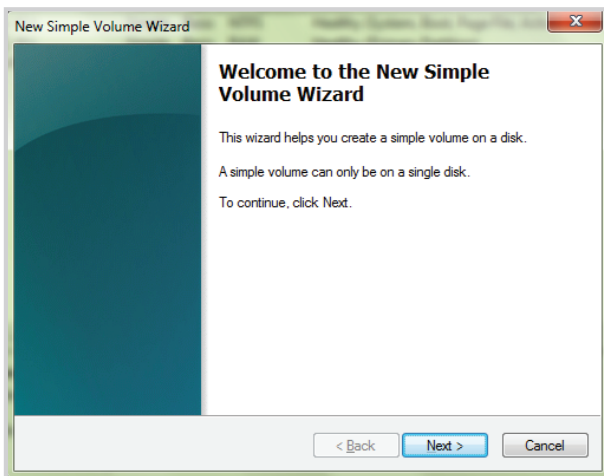 New Simple Volume Wizard
Welcome to the New Simple
Volume Wizard
This wizard helps you create a simple volume on a disk.
A simple volume can only be on a single disk.
To continue, click Next.
< Back
Next >
Cancel